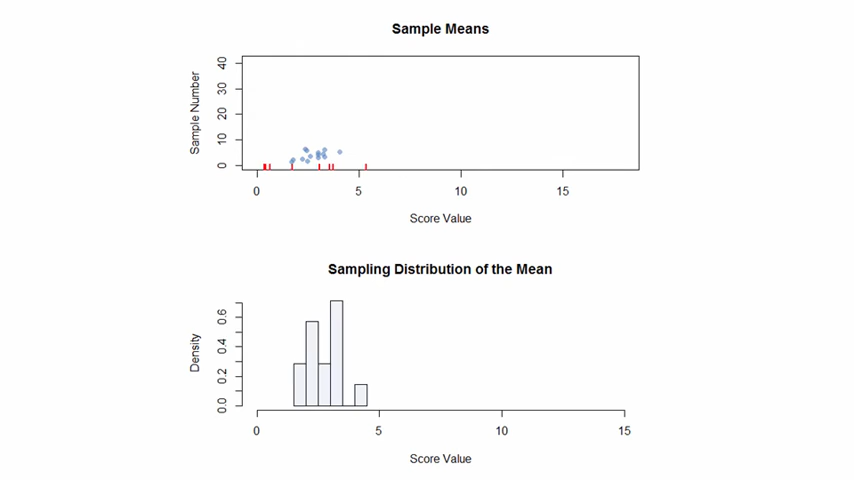 Sample Means
Sample Number
40
30
20
10
0
0 5 10 15
Score Value
Sampling Distribution of the Mean
Density
0.6
0.4
0.2
0.0
0 5 10 15
Score Value